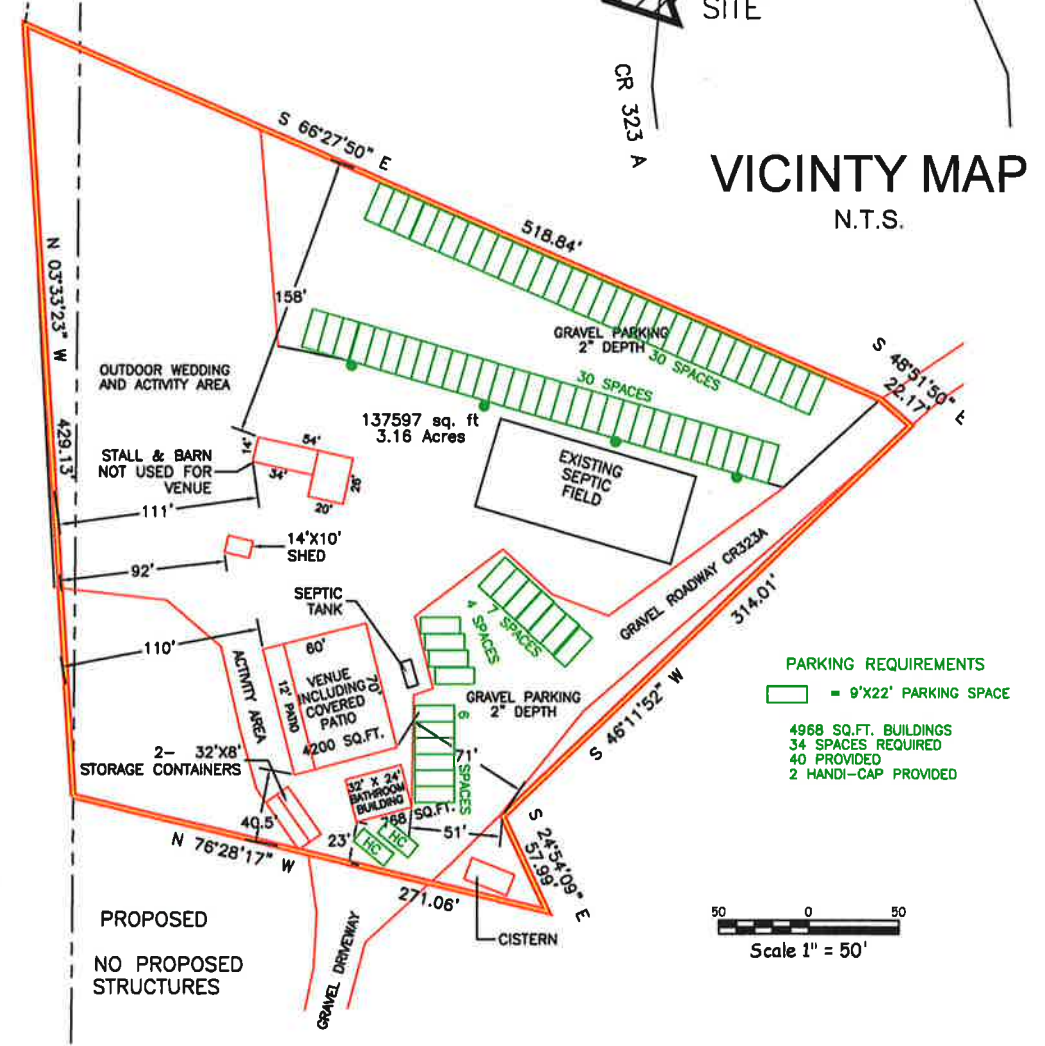 SITE
CR 323 A
VICINTY MAP
N.T.S.
S 66°27'50" E
518.84'
S 48°51'50" E
22.17'
N 03°33'23" W
429.13'
158'
GRAVEL PARKING
2" DEPTH
30 SPACES
30 SPACES
OUTDOOR WEDDING
AND ACTIVITY AREA
137597 sq. ft
3.16 Acres
STALL & BARN
NOT USED FOR
VENUE
14'
54'
34'
26'
20'
EXISTING
SEPTIC
FIELD
111'
14'X10'
SHED
92'
GRAVEL ROADWAY CR323A
314.01'
S 46°11'52" W
SEPTIC
TANK
4 SPACES
7 SPACES
110'
60'
70'
ACTIVITY AREA
12' PATIO
VENUE
INCLUDING
COVERED
PATIO
4200 SQ.FT.
GRAVEL PARKING
2" DEPTH
6 SPACES
71'
2- 32'X8'
STORAGE CONTAINERS
32' X 24'
BATHROOM
BUILDING
768 SQ.FT.
40.5'
23'
HC
HC
51'
S 24°54'09" E
57.99'
N 76°28'17" W
271.06'
CISTERN
GRAVEL DRIVEWAY
PARKING REQUIREMENTS
= 9'X22' PARKING SPACE
4968 SQ.FT. BUILDINGS
34 SPACES REQUIRED
40 PROVIDED
2 HANDI-CAP PROVIDED
PROPOSED
NO PROPOSED
STRUCTURES
50 0 50
Scale 1" = 50'